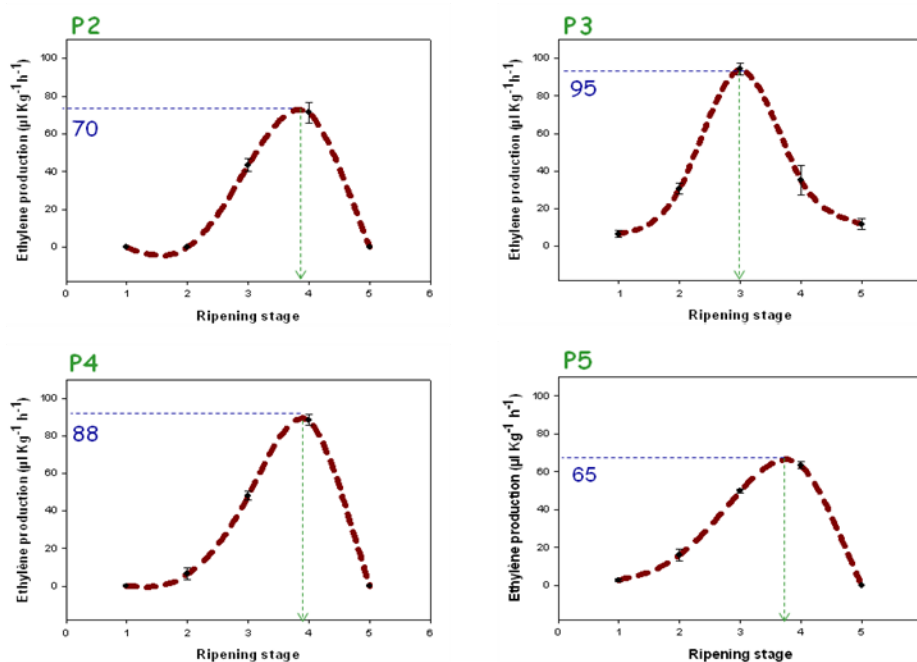 P2
Ethylene production (µl Kg⁻¹h⁻¹)
100
80
60
40
20
0
70
0 1 2 3 4 5 6
Ripening stage
P3
Ethylene production (µl Kg⁻¹h⁻¹)
100
80
60
40
20
0
95
1 2 3 4 5
Ripening stage
P4
Ethylene production (µl Kg⁻¹ h⁻¹)
100
80
60
40
20
0
88
0 1 2 3 4 5 6
Ripening stage
P5
Ethylène production (µl Kg⁻¹ h⁻¹)
100
80
60
40
20
0
65
0 1 2 3 4 5
Ripening stage